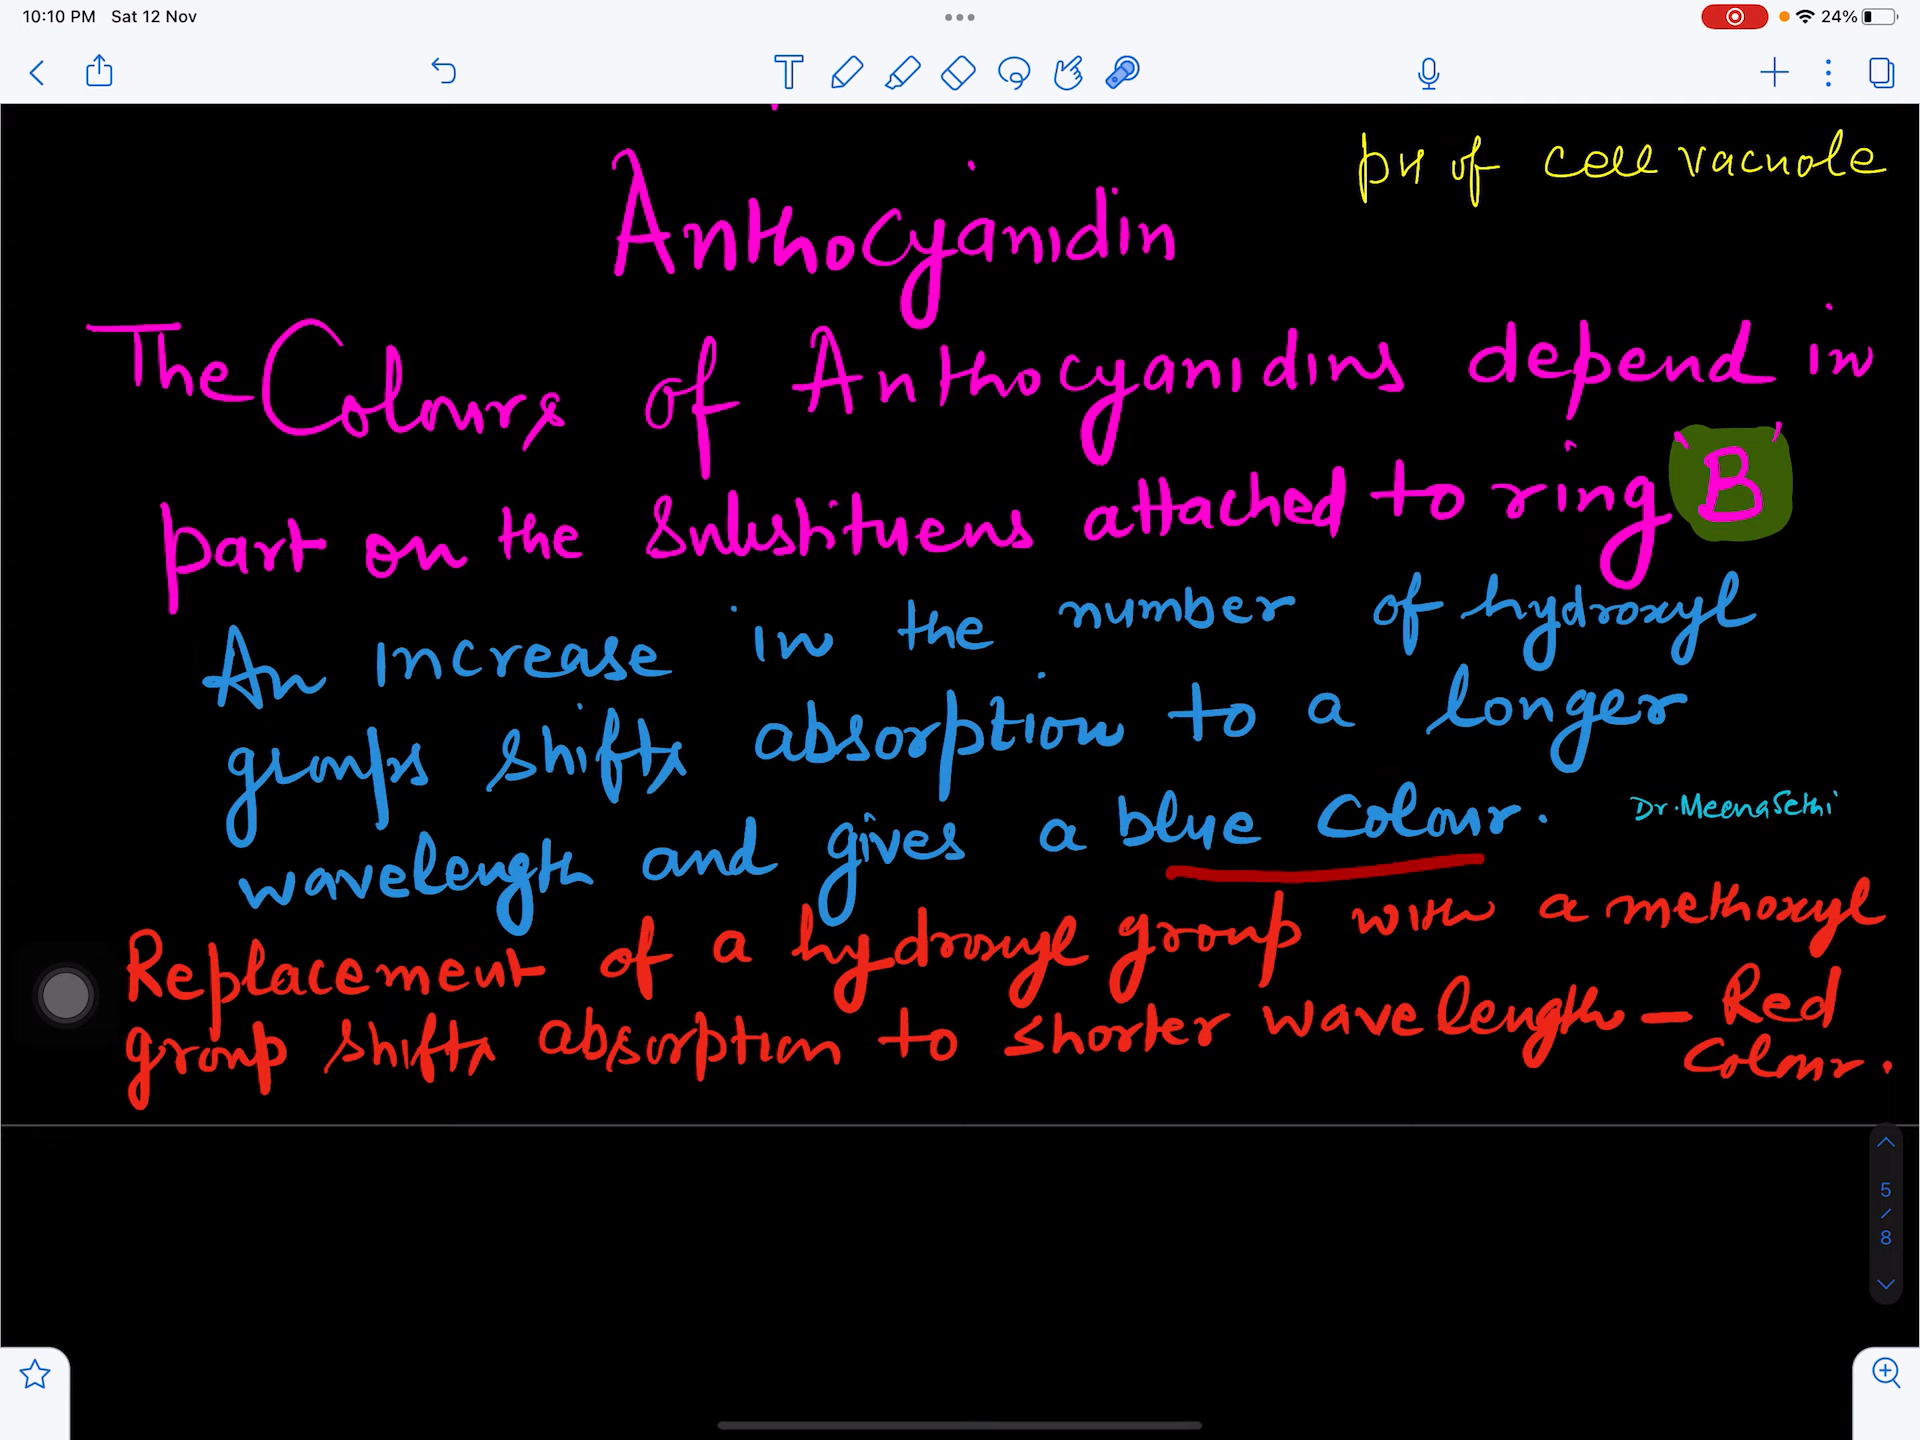 10:10 PM Sat 12 Nov
24%
pH of cell vacuole
Anthocyanidin
The Colours of Anthocyanidins depend in
part on the Substituens attached to ring 'B'
An increase in the number of hydroxyl
groups shifts absorption to a longer
wavelength and gives a blue colour.
Dr. Meena Sethi
Replacement of a hydroxyl group with a methoxyl
group shifts absorption to shorter wavelength - Red
Colour.
5
/
8